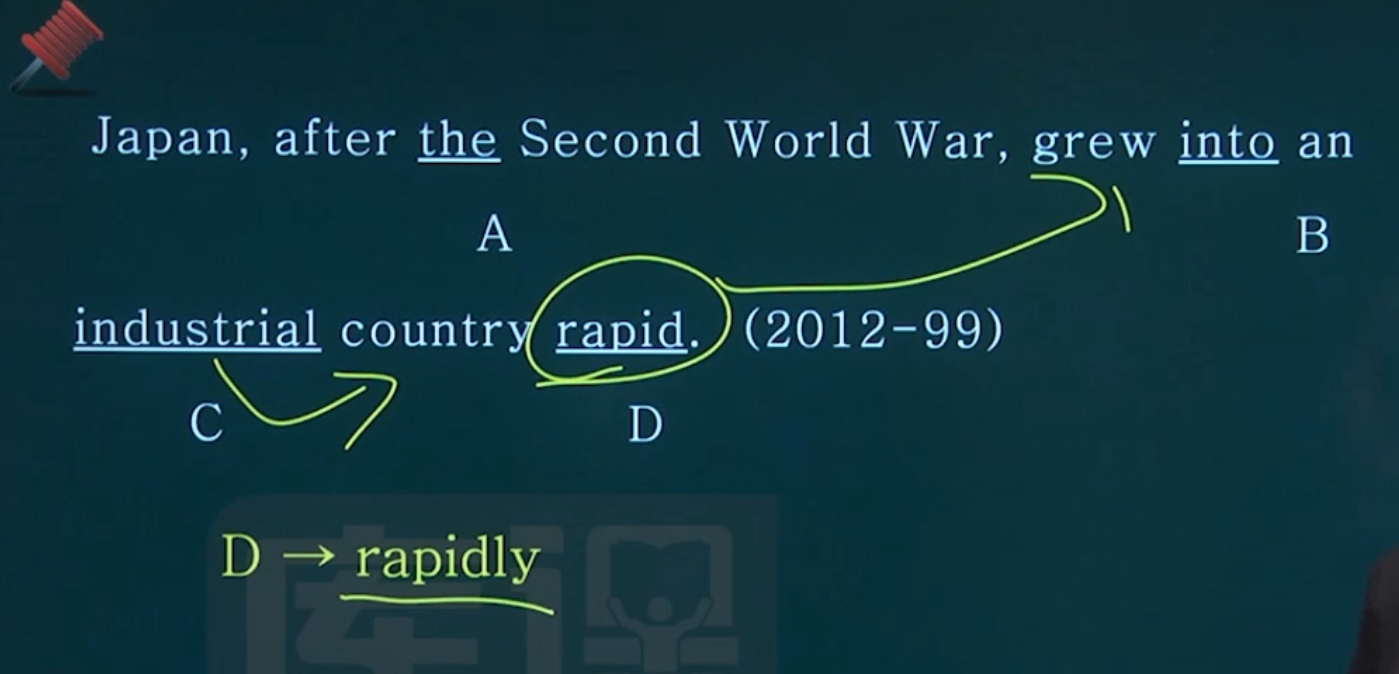 Japan, after the Second World War, grew into an
A B
industrial country rapid. (2012-99)
C D
D → rapidly